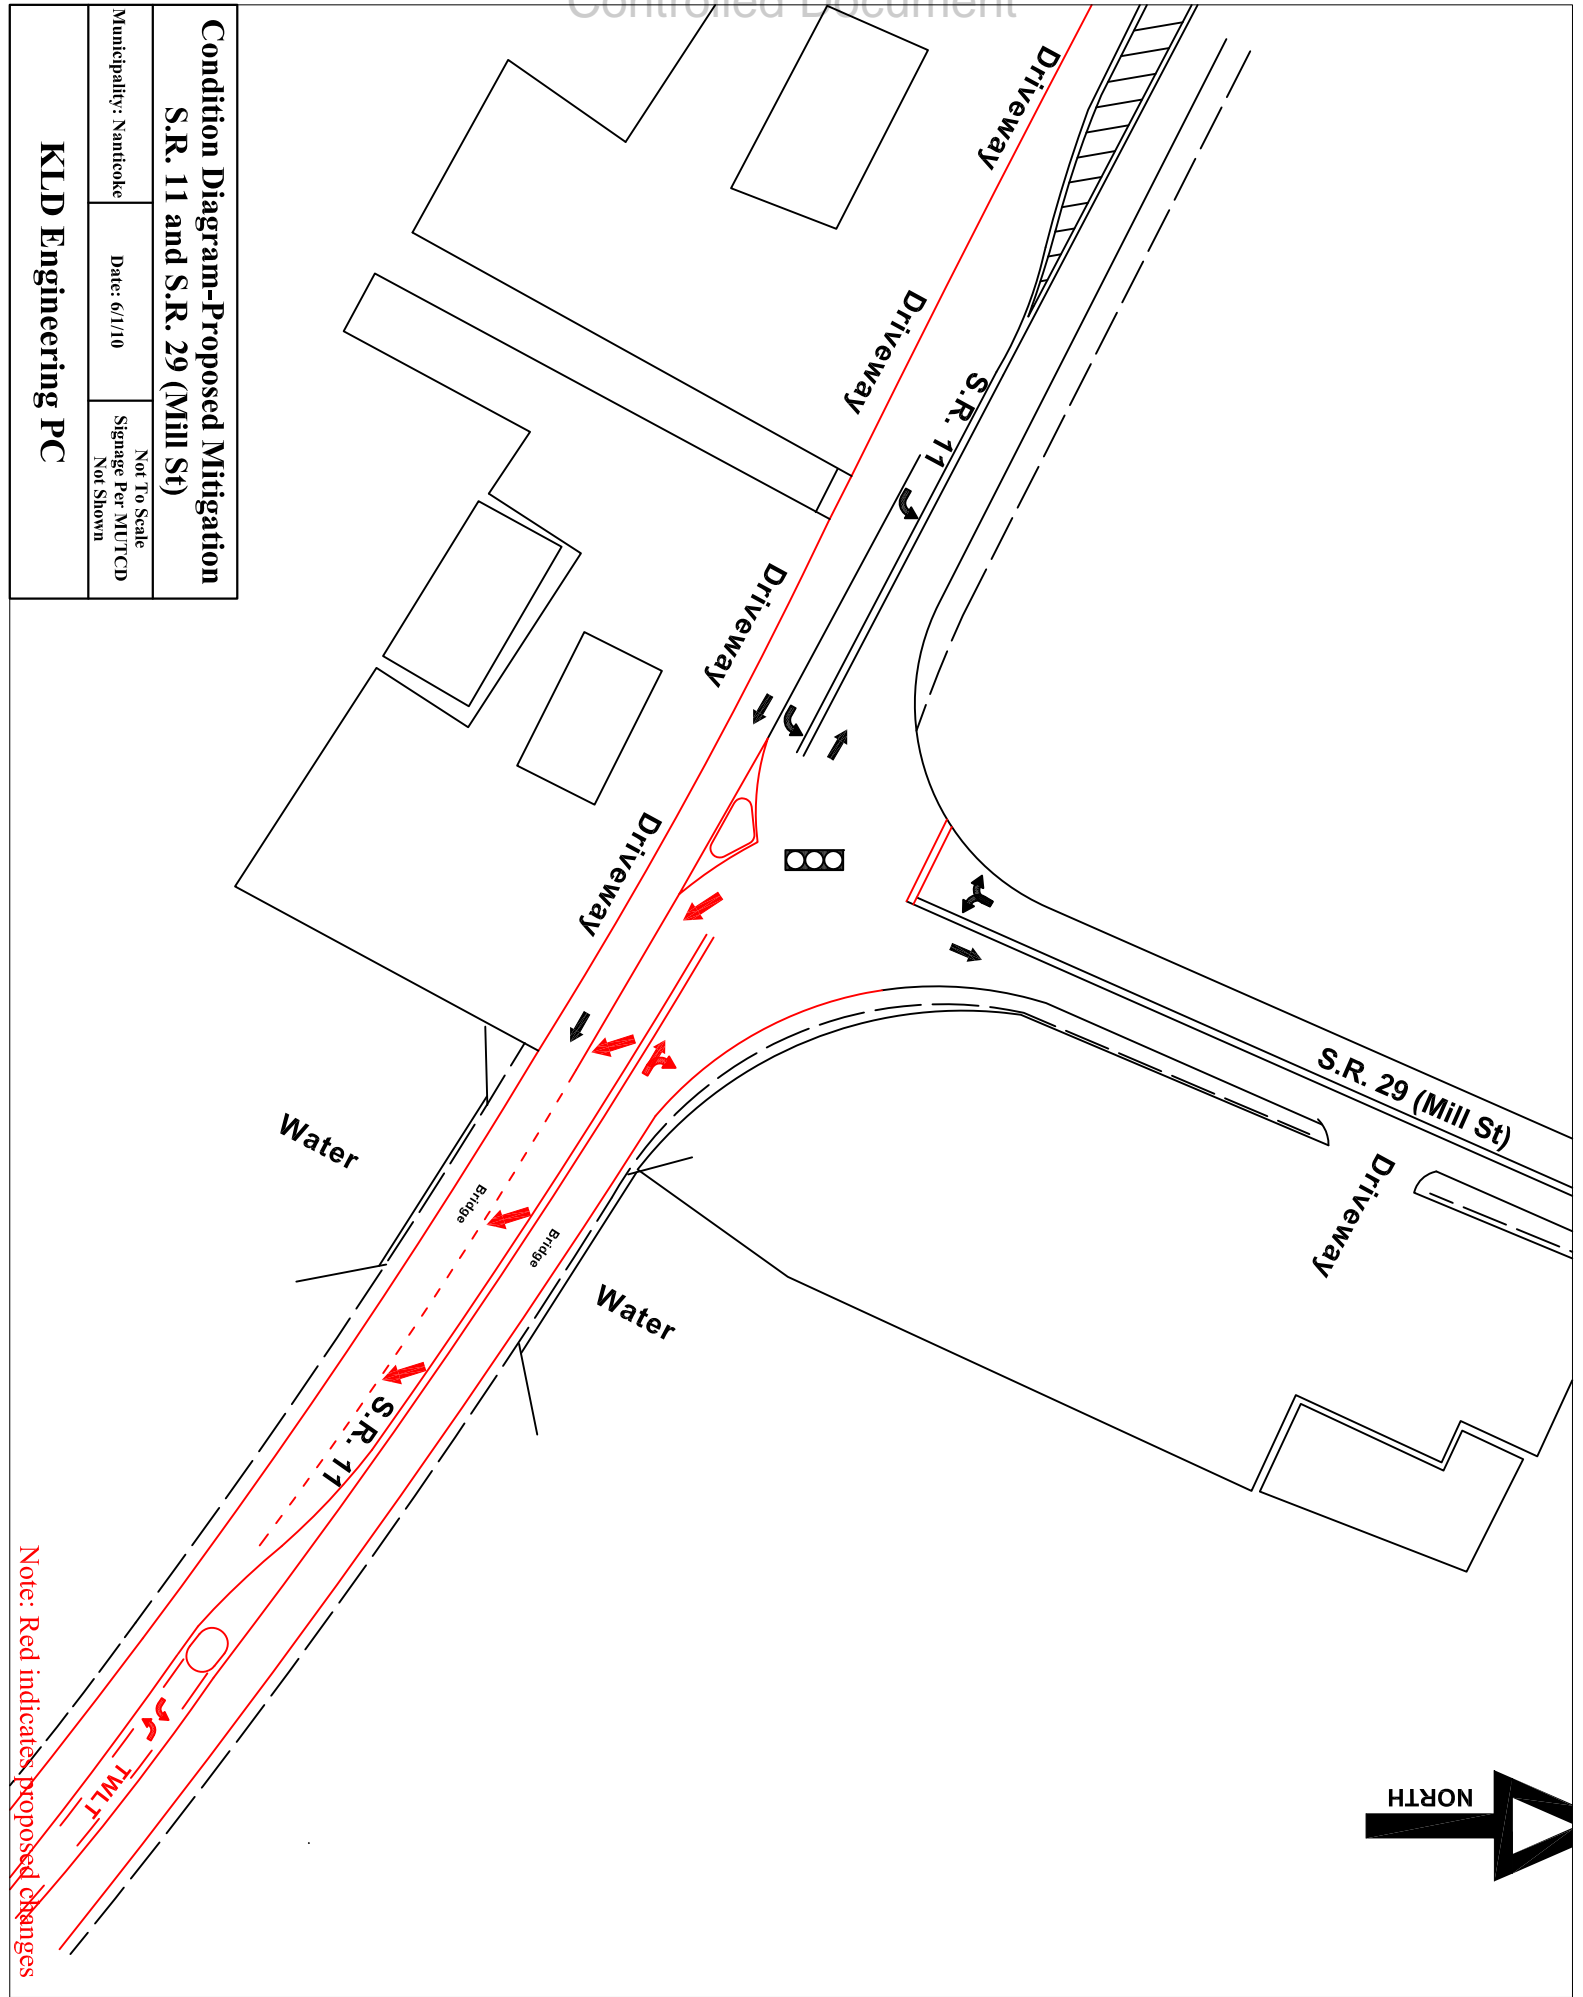 Controlled Document
Condition Diagram-Proposed Mitigation
S.R. 11 and S.R. 29 (Mill St)
Municipality: Nanticoke
Date: 6/1/10
Not To Scale
Signage Per MUTCD
Not Shown
KLD Engineering PC
Driveway
Driveway
S.R. 11
Driveway
Driveway
S.R. 29 (Mill St)
Driveway
Water
Bridge
Bridge
Water
S.R. 11
TWLT
NORTH
Note: Red indicates proposed changes